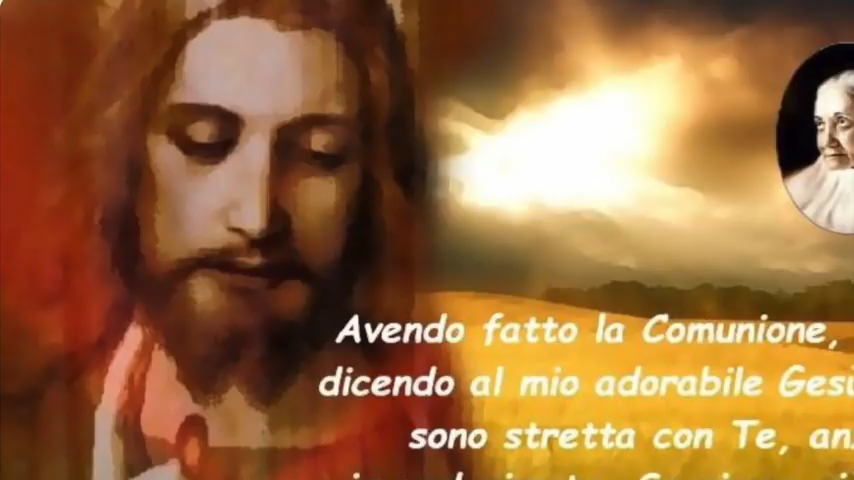 Avendo fatto la Comunione,
dicendo al mio adorabile
sono stretta con Te,